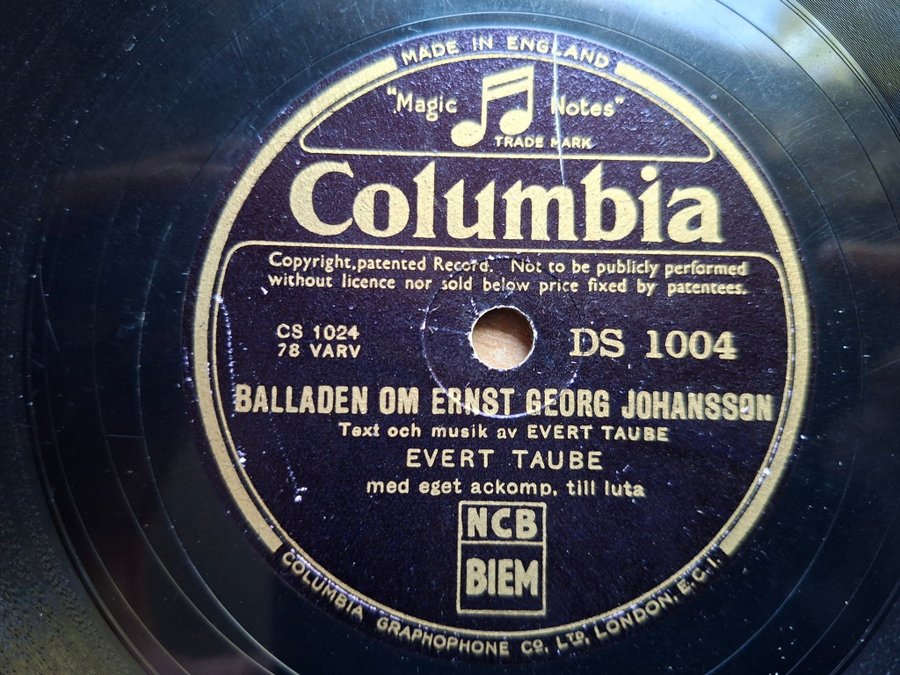 MADE IN ENGLAND
"Magic Notes"
TRADE MARK
Columbia
Copyright, patented Record. Not to be publicly performed
without licence nor sold below price fixed by patentees.
CS 1024
78 VARV
DS 1004
BALLADEN OM ERNST GEORG JOHANSSON
Text och musik av EVERT TAUBE
EVERT TAUBE
med eget ackomp. till luta
NCB
BIEM
COLUMBIA GRAPHOPHONE CO. LTD. LONDON. E.C.1.